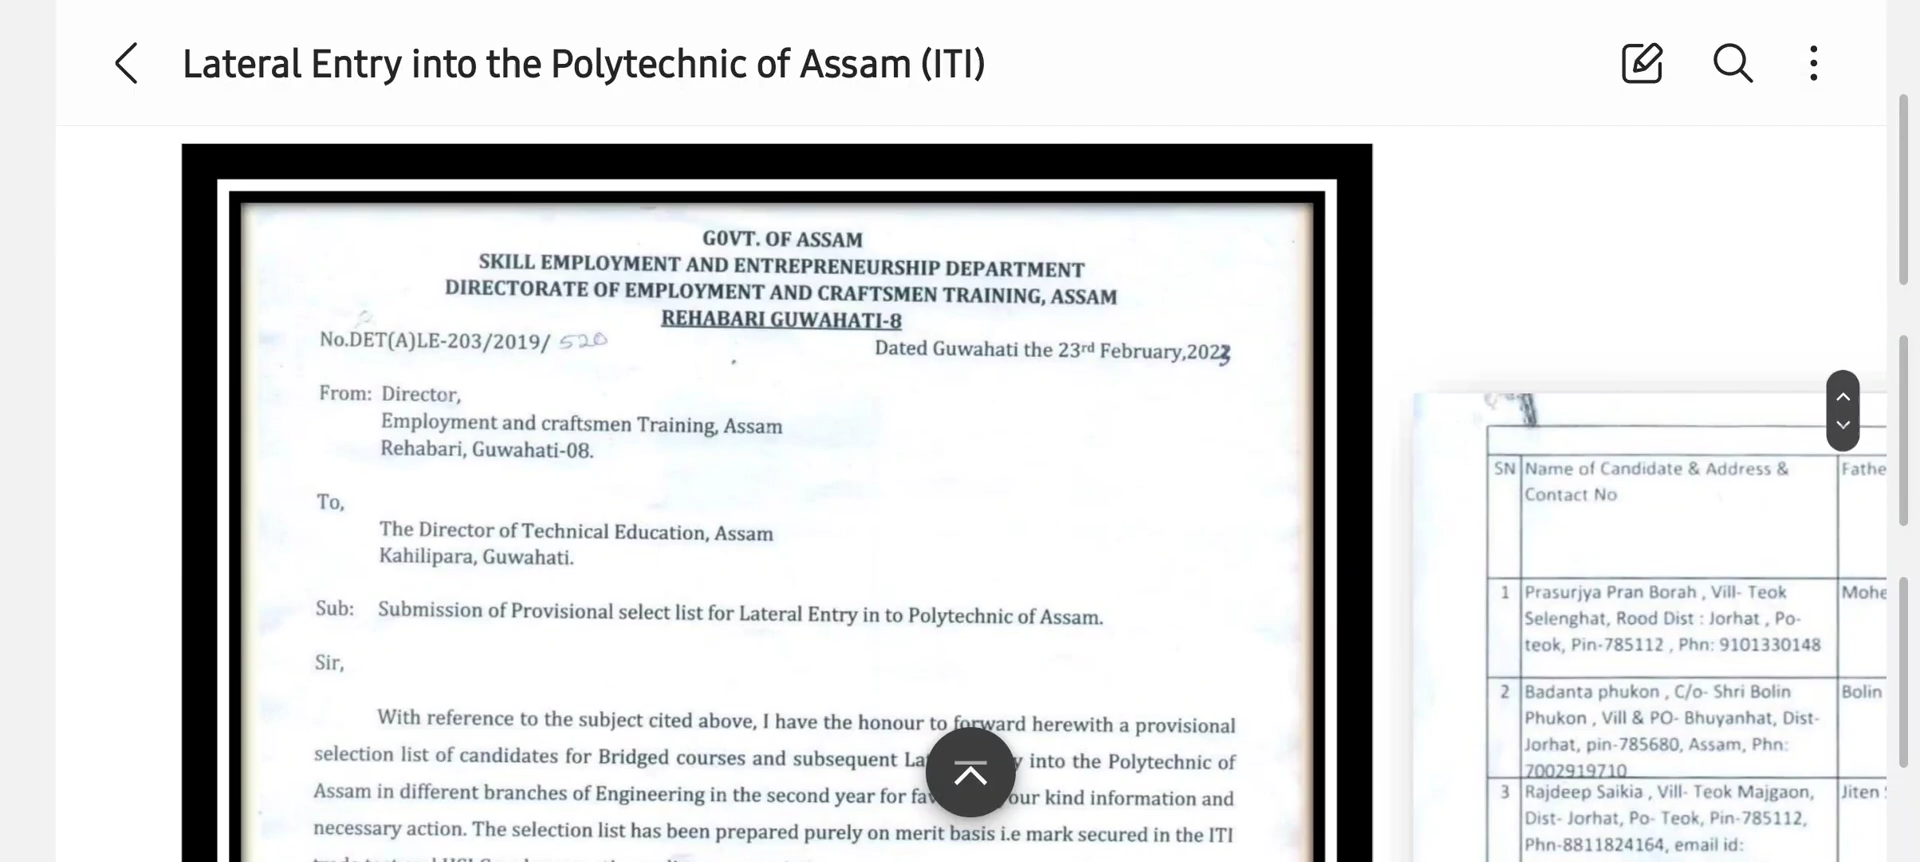 Lateral Entry into the Polytechnic of Assam (ITI)
GOVT. OF ASSAM
SKILL EMPLOYMENT AND ENTREPRENEURSHIP DEPARTMENT
DIRECTORATE OF EMPLOYMENT AND CRAFTSMEN TRAINING, ASSAM
REHABARI GUWAHATI-8
No.DET(A)LE-203/2019/ 520
Dated Guwahati the 23rd February,2023
From: Director,
Employment and craftsmen Training, Assam
Rehabari, Guwahati-08.
To,
The Director of Technical Education, Assam
Kahilipara, Guwahati.
Sub: Submission of Provisional select list for Lateral Entry in to Polytechnic of Assam.
Sir,
With reference to the subject cited above, I have the honour to forward herewith a provisional
selection list of candidates for Bridged courses and subsequent into the Polytechnic of
Assam in different branches of Engineering in the second year for our kind information and
necessary action. The selection list has been prepared purely on merit basis i.e mark secured in the ITI
SN Name of Candidate & Address & Fathe
Contact No
1 Prasurjya Pran Borah , Vill- Teok Mohe
Selenghat, Rood Dist : Jorhat , Po-
teok, Pin-785112 , Phn: 9101330148
2 Badanta phukon , C/o- Shri Bolin Bolin
Phukon , Vill & PO- Bhuyanhat, Dist-
Jorhat, pin-785680, Assam, Phn:
7002919710
3 Rajdeep Saikia , Vill- Teok Majgaon, Jiten
Dist- Jorhat, Po- Teok, Pin-785112,
Phn-8811824164, email id: